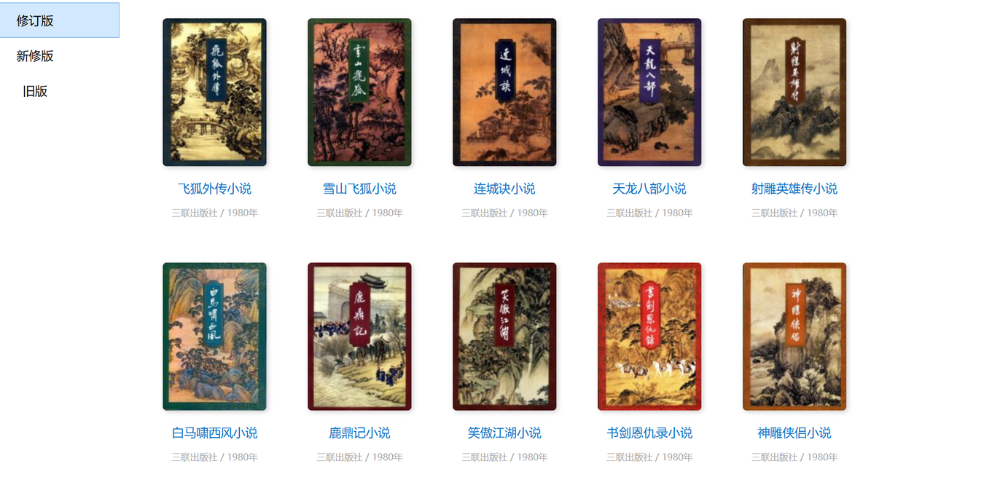 修订版
新修版
旧版
飛狐外傳
雪山飛狐
連城訣
天龍八部
射鵰英雄傳
飞狐外传小说
雪山飞狐小说
连城诀小说
天龙八部小说
射雕英雄传小说
三联出版社 / 1980年
三联出版社 / 1980年
三联出版社 / 1980年
三联出版社 / 1980年
三联出版社 / 1980年
白馬嘯西風
鹿鼎記
笑傲江湖
書劍恩仇錄
神鵰俠侶
白马啸西风小说
鹿鼎记小说
笑傲江湖小说
书剑恩仇录小说
神雕侠侣小说
三联出版社 / 1980年
三联出版社 / 1980年
三联出版社 / 1980年
三联出版社 / 1980年
三联出版社 / 1980年